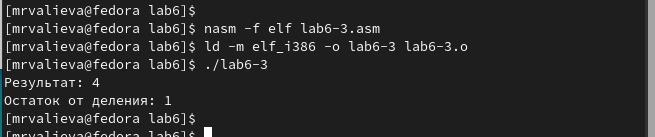 [mrvalieva@fedora lab6]$
[mrvalieva@fedora lab6]$ nasm -f elf lab6-3.asm
[mrvalieva@fedora lab6]$ ld -m elf_i386 -o lab6-3 lab6-3.o
[mrvalieva@fedora lab6]$ ./lab6-3
Результат: 4
Остаток от деления: 1
[mrvalieva@fedora lab6]$
[mrvalieva@fedora lab6]$